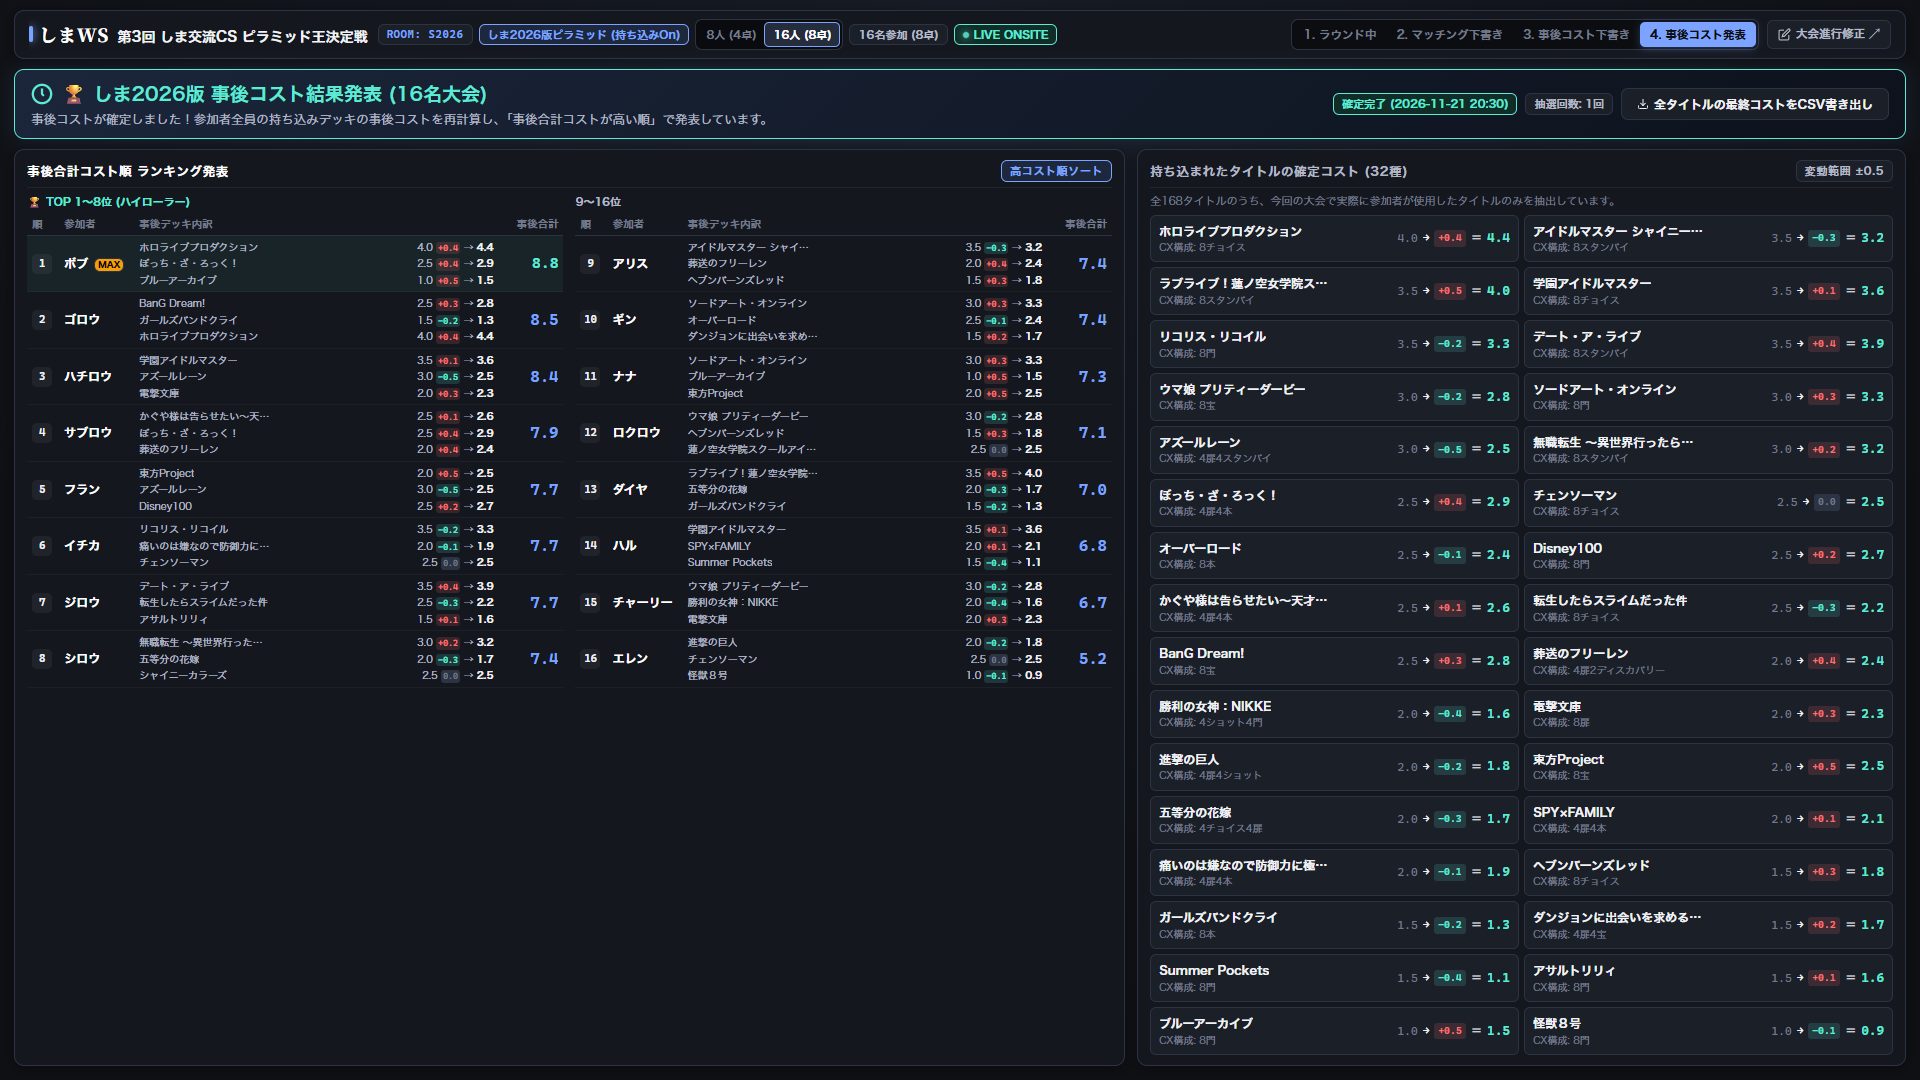 しまWS 第3回 しま交流CS ピラミッド王決定戦 ROOM: S2026 しま2026版ピラミッド (持ち込みOn) 8人 (4卓) 16人 (8卓) 16名参加 (8卓) LIVE ONSITE 1. ラウンド中 2. マッチング下書き 3. 事後コスト下書き 4. 事後コスト発表 大会進行修正 ↗
🏆 しま2026版 事後コスト結果発表 (16名大会)
事後コストが確定しました！参加者全員の持ち込みデッキの事後コストを再計算し、「事後合計コストが高い順」で発表しています。
確定完了 (2026-11-21 20:30) 抽選回数: 1回 全タイトルの最終コストをCSV書き出し
事後合計コスト順 ランキング発表 高コスト順ソート
🏆 TOP 1〜8位 (ハイローラー)
順 参加者 事後デッキ内訳 事後合計
1 ボブ MAX 8.8
ホロライブプロダクション 4.0 +0.4 → 4.4
ぼっち・ざ・ろっく！ 2.5 +0.4 → 2.9
ブルーアーカイブ 1.0 +0.5 → 1.5
2 ゴロウ 8.5
BanG Dream! 2.5 +0.3 → 2.8
ガールズバンドクライ 1.5 −0.2 → 1.3
ホロライブプロダクション 4.0 +0.4 → 4.4
3 ハチロウ 8.4
学園アイドルマスター 3.5 +0.1 → 3.6
アズールレーン 3.0 −0.5 → 2.5
電撃文庫 2.0 +0.3 → 2.3
4 サブロウ 7.9
かぐや様は告らせたい〜天… 2.5 +0.1 → 2.6
ぼっち・ざ・ろっく！ 2.5 +0.4 → 2.9
葬送のフリーレン 2.0 +0.4 → 2.4
5 フラン 7.7
東方Project 2.0 +0.5 → 2.5
アズールレーン 3.0 −0.5 → 2.5
Disney100 2.5 +0.2 → 2.7
6 イチカ 7.7
リコリス・リコイル 3.5 −0.2 → 3.3
痛いのは嫌なので防御力に… 2.0 −0.1 → 1.9
チェンソーマン 2.5 0.0 → 2.5
7 ジロウ 7.7
デート・ア・ライブ 3.5 +0.4 → 3.9
転生したらスライムだった件 2.5 −0.3 → 2.2
アサルトリリィ 1.5 +0.1 → 1.6
8 シロウ 7.4
無職転生 〜異世界行った… 3.0 +0.2 → 3.2
五等分の花嫁 2.0 −0.3 → 1.7
シャイニーカラーズ 2.5 0.0 → 2.5
9〜16位
順 参加者 事後デッキ内訳 事後合計
9 アリス 7.4
アイドルマスター シャイ… 3.5 −0.3 → 3.2
葬送のフリーレン 2.0 +0.4 → 2.4
ヘブンバーンズレッド 1.5 +0.3 → 1.8
10 ギン 7.4
ソードアート・オンライン 3.0 +0.3 → 3.3
オーバーロード 2.5 −0.1 → 2.4
ダンジョンに出会いを求め… 1.5 +0.2 → 1.7
11 ナナ 7.3
ソードアート・オンライン 3.0 +0.3 → 3.3
ブルーアーカイブ 1.0 +0.5 → 1.5
東方Project 2.0 +0.5 → 2.5
12 ロクロウ 7.1
ウマ娘 プリティーダービー 3.0 −0.2 → 2.8
ヘブンバーンズレッド 1.5 +0.3 → 1.8
蓮ノ空女学院スクールアイ… 2.5 0.0 → 2.5
13 ダイヤ 7.0
ラブライブ！蓮ノ空女学院… 3.5 +0.5 → 4.0
五等分の花嫁 2.0 −0.3 → 1.7
ガールズバンドクライ 1.5 −0.2 → 1.3
14 ハル 6.8
学園アイドルマスター 3.5 +0.1 → 3.6
SPY×FAMILY 2.0 +0.1 → 2.1
Summer Pockets 1.5 −0.4 → 1.1
15 チャーリー 6.7
ウマ娘 プリティーダービー 3.0 −0.2 → 2.8
勝利の女神：NIKKE 2.0 −0.4 → 1.6
電撃文庫 2.0 +0.3 → 2.3
16 エレン 5.2
進撃の巨人 2.0 −0.2 → 1.8
チェンソーマン 2.5 0.0 → 2.5
怪獣８号 1.0 −0.1 → 0.9
持ち込まれたタイトルの確定コスト (32種) 変動範囲 ±0.5
全168タイトルのうち、今回の大会で実際に参加者が使用したタイトルのみを抽出しています。
ホロライブプロダクション 4.0 → +0.4 = 4.4
CX構成: 8チョイス
アイドルマスター シャイニー… 3.5 → −0.3 = 3.2
CX構成: 8スタンバイ
ラブライブ！蓮ノ空女学院ス… 3.5 → +0.5 = 4.0
CX構成: 8スタンバイ
学園アイドルマスター 3.5 → +0.1 = 3.6
CX構成: 8チョイス
リコリス・リコイル 3.5 → −0.2 = 3.3
CX構成: 8門
デート・ア・ライブ 3.5 → +0.4 = 3.9
CX構成: 8スタンバイ
ウマ娘 プリティーダービー 3.0 → −0.2 = 2.8
CX構成: 8宝
ソードアート・オンライン 3.0 → +0.3 = 3.3
CX構成: 8門
アズールレーン 3.0 → −0.5 = 2.5
CX構成: 4扉4スタンバイ
無職転生 〜異世界行ったら… 3.0 → +0.2 = 3.2
CX構成: 8スタンバイ
ぼっち・ざ・ろっく！ 2.5 → +0.4 = 2.9
CX構成: 4扉4本
チェンソーマン 2.5 → 0.0 = 2.5
CX構成: 8チョイス
オーバーロード 2.5 → −0.1 = 2.4
CX構成: 8本
Disney100 2.5 → +0.2 = 2.7
CX構成: 8門
かぐや様は告らせたい〜天才… 2.5 → +0.1 = 2.6
CX構成: 4扉4本
転生したらスライムだった件 2.5 → −0.3 = 2.2
CX構成: 8チョイス
BanG Dream! 2.5 → +0.3 = 2.8
CX構成: 8宝
葬送のフリーレン 2.0 → +0.4 = 2.4
CX構成: 4扉2ディスカバリー
勝利の女神：NIKKE 2.0 → −0.4 = 1.6
CX構成: 4ショット4門
電撃文庫 2.0 → +0.3 = 2.3
CX構成: 8扉
進撃の巨人 2.0 → −0.2 = 1.8
CX構成: 4扉4ショット
東方Project 2.0 → +0.5 = 2.5
CX構成: 8宝
五等分の花嫁 2.0 → −0.3 = 1.7
CX構成: 4チョイス4扉
SPY×FAMILY 2.0 → +0.1 = 2.1
CX構成: 4扉4本
痛いのは嫌なので防御力に極… 2.0 → −0.1 = 1.9
CX構成: 4扉4本
ヘブンバーンズレッド 1.5 → +0.3 = 1.8
CX構成: 8チョイス
ガールズバンドクライ 1.5 → −0.2 = 1.3
CX構成: 8本
ダンジョンに出会いを求める… 1.5 → +0.2 = 1.7
CX構成: 4扉4宝
Summer Pockets 1.5 → −0.4 = 1.1
CX構成: 8門
アサルトリリィ 1.5 → +0.1 = 1.6
CX構成: 8門
ブルーアーカイブ 1.0 → +0.5 = 1.5
CX構成: 8門
怪獣８号 1.0 → −0.1 = 0.9
CX構成: 8門